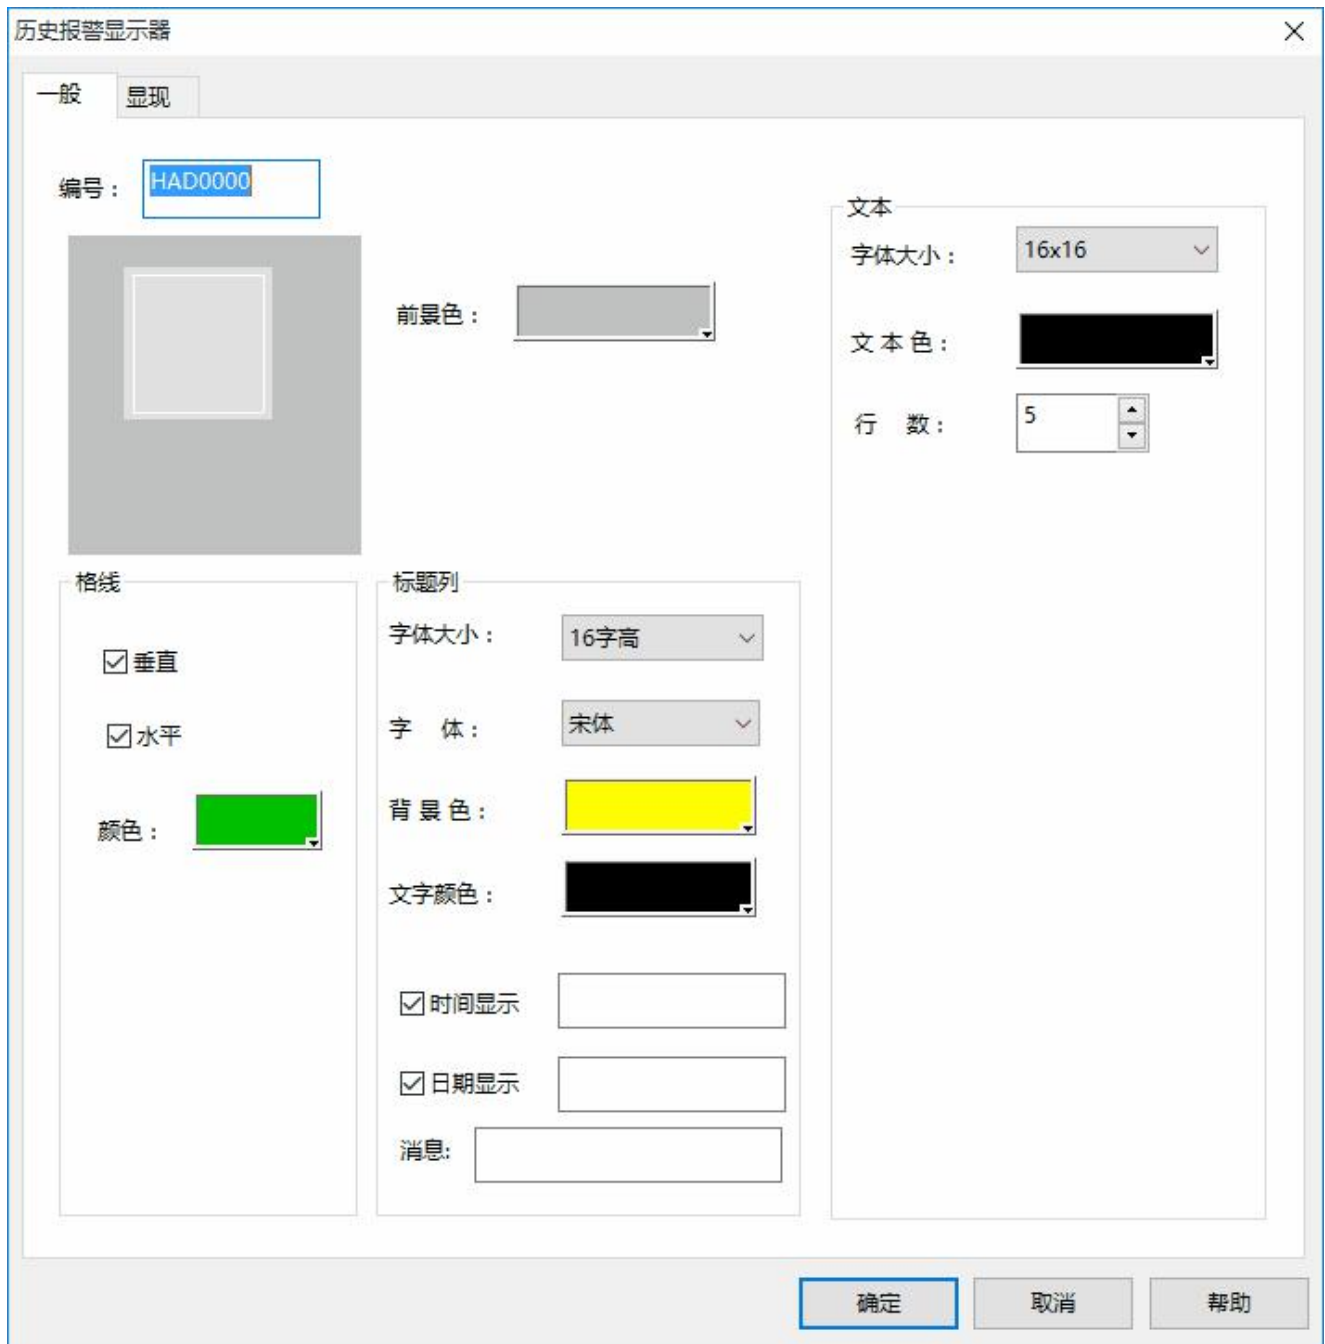 历史报警显示器
一般
显现
编号：
HAD0000
前景色：
文本
字体大小：
16x16
文本色：
行 数：
5
格线
垂直
水平
颜色：
标题列
字体大小：
16字高
字 体：
宋体
背景色：
文字颜色：
时间显示
日期显示
消息:
确定
取消
帮助